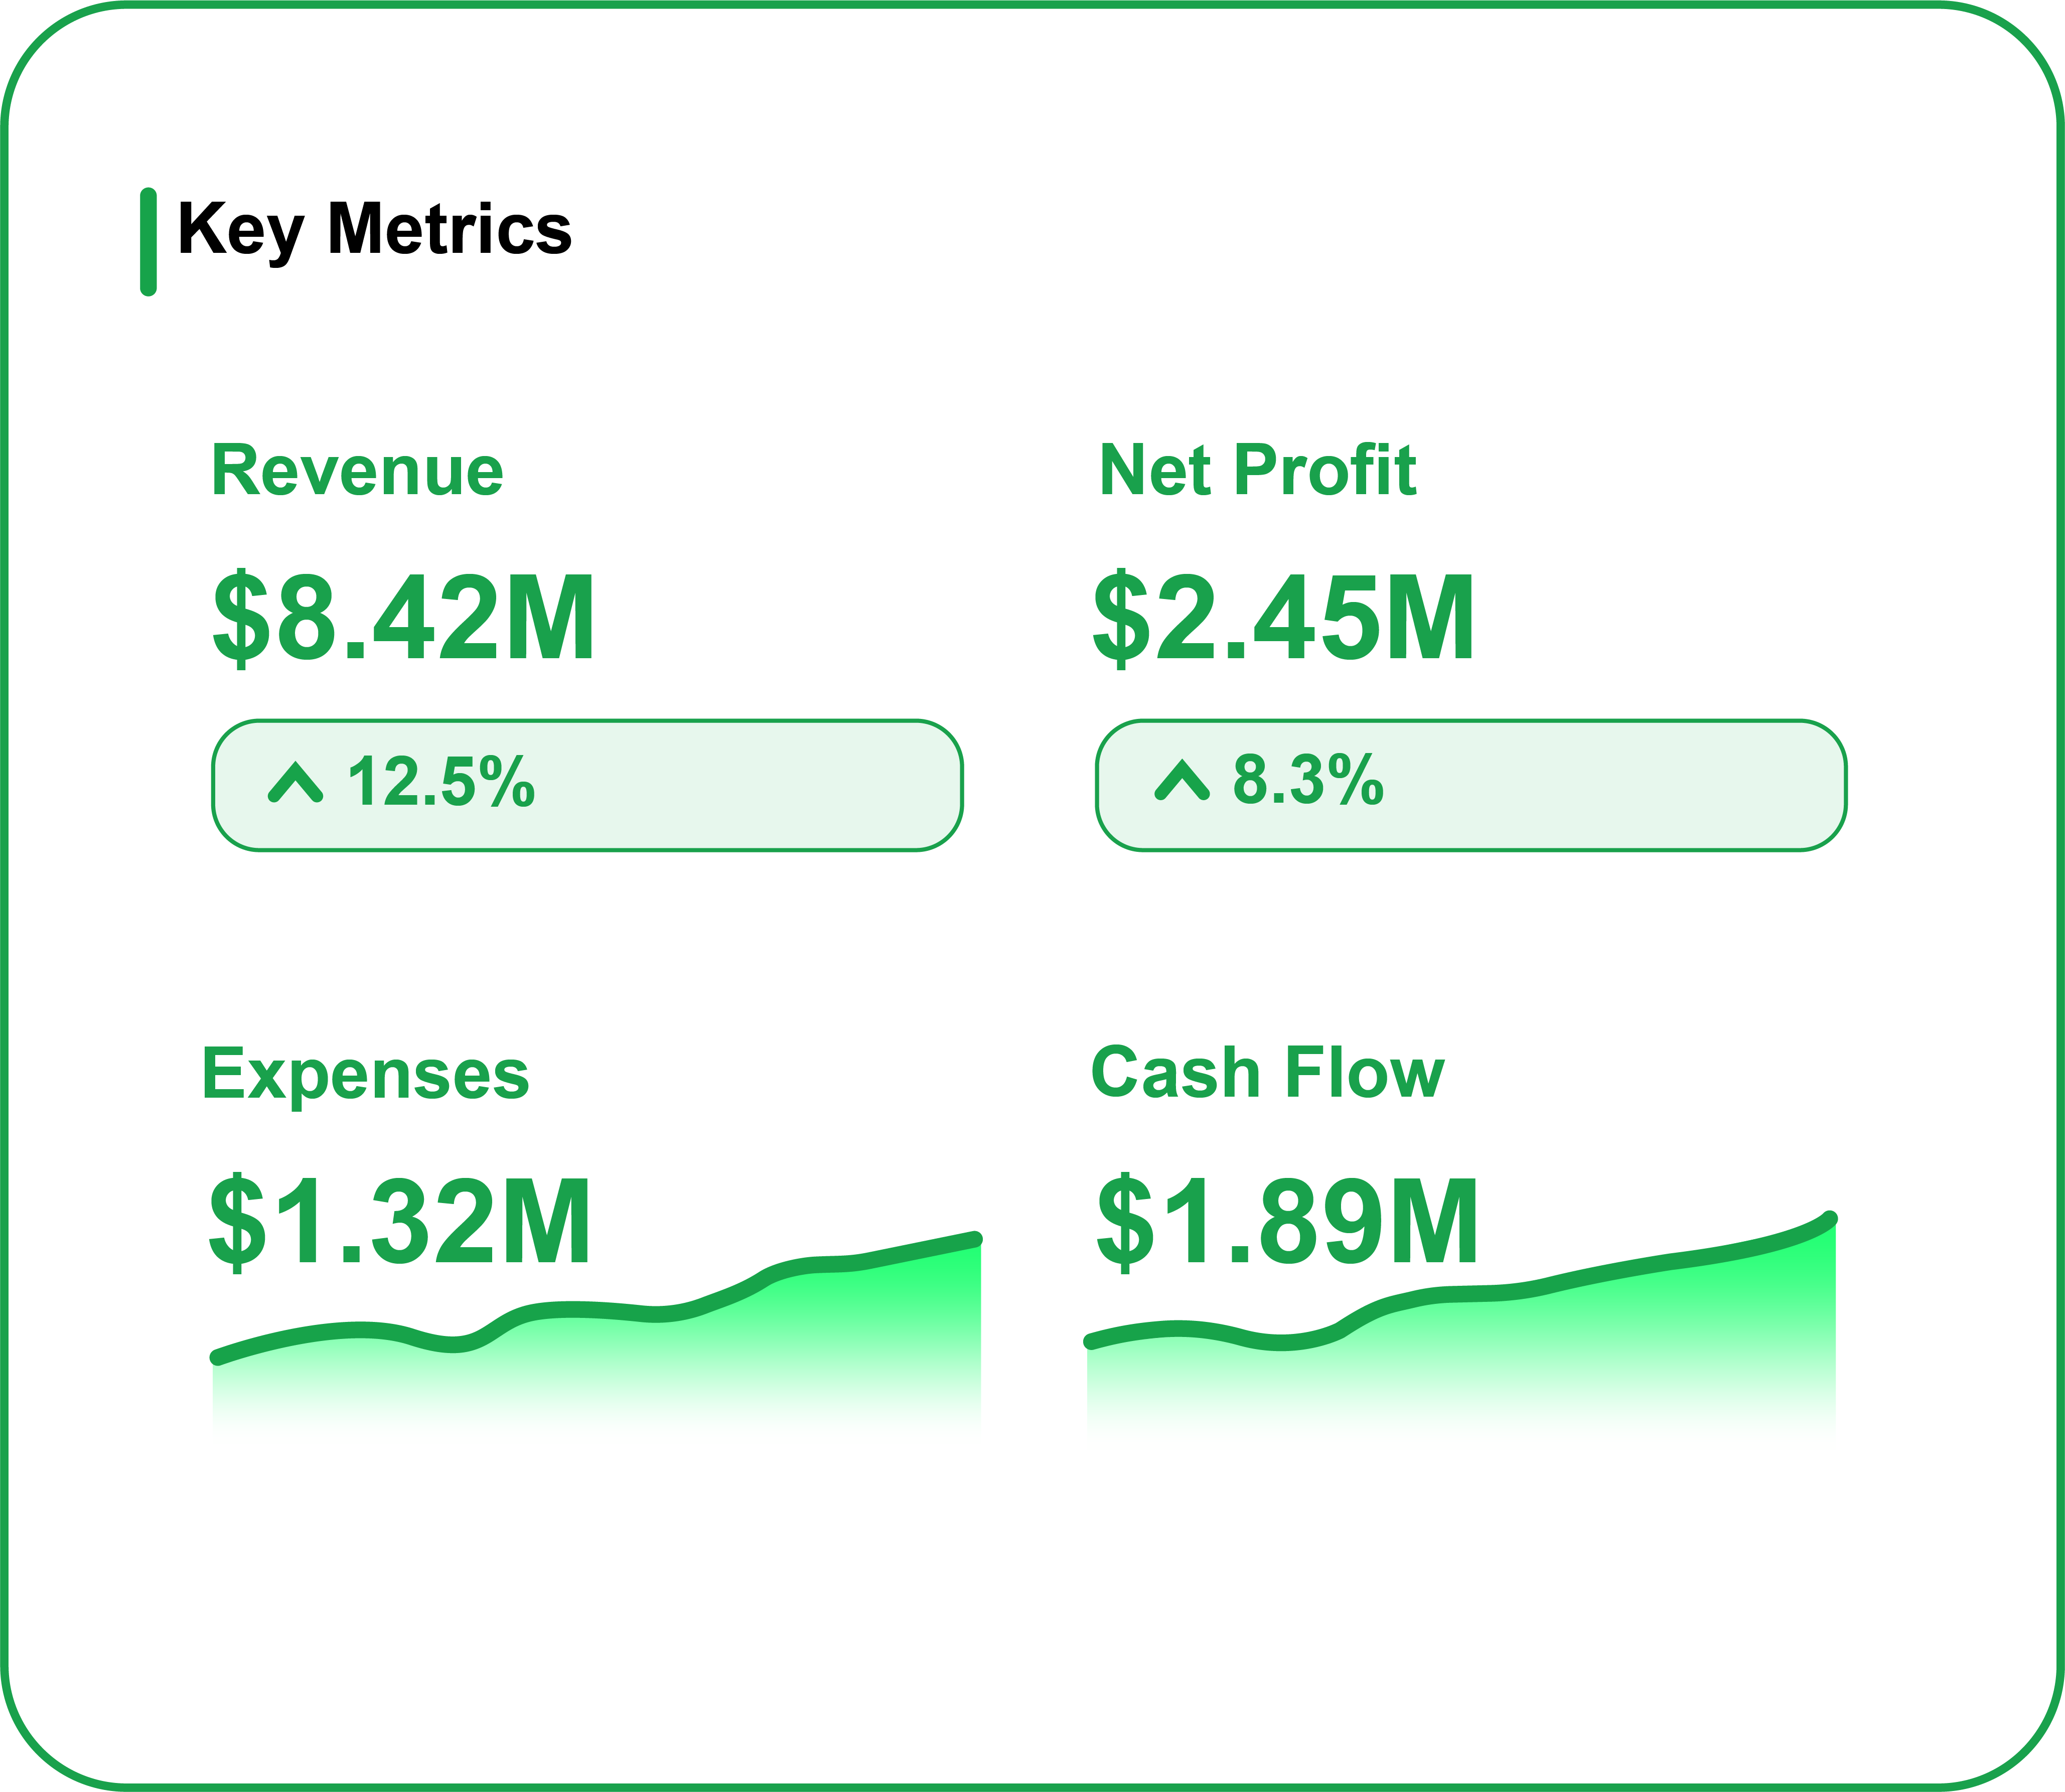 Key Metrics
Revenue
$8.42M
12.5%
Net Profit
$2.45M
8.3%
Expenses
$1.32M
Cash Flow
$1.89M